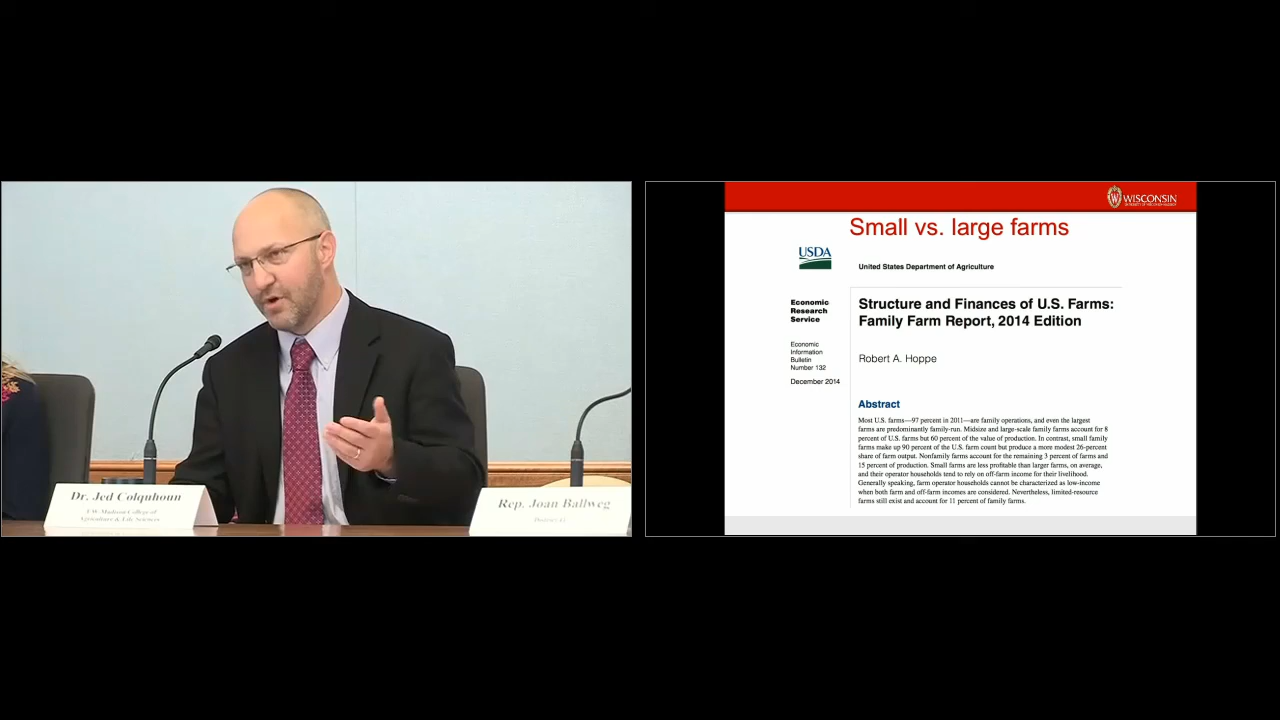 Dr. Jed Colquhoun
UW Madison College of
Agriculture & Life Sciences
Rep. Joan Ballweg
District 41
WISCONSIN
Small vs. large farms
USDA
United States Department of Agriculture
Economic
Research
Service
Structure and Finances of U.S. Farms:
Family Farm Report, 2014 Edition
Economic
Information
Bulletin
Number 132
Robert A. Hoppe
December 2014
Abstract
Most U.S. farms—97 percent in 2011—are family operations, and even the largest
farms are predominantly family-run. Midsize and large-scale family farms account for 8
percent of U.S. farms but 60 percent of the value of production. In contrast, small family
farms make up 90 percent of the U.S. farm count but produce a more modest 26-percent
share of farm output. Nonfamily farms account for the remaining 3 percent of farms and
15 percent of production. Small farms are less profitable than larger farms, on average,
and their operator households tend to rely on off-farm income for their livelihood.
Generally speaking, farm operator households cannot be characterized as low-income
when both farm and off-farm incomes are considered. Nevertheless, limited-resource
farms still exist and account for 11 percent of family farms.